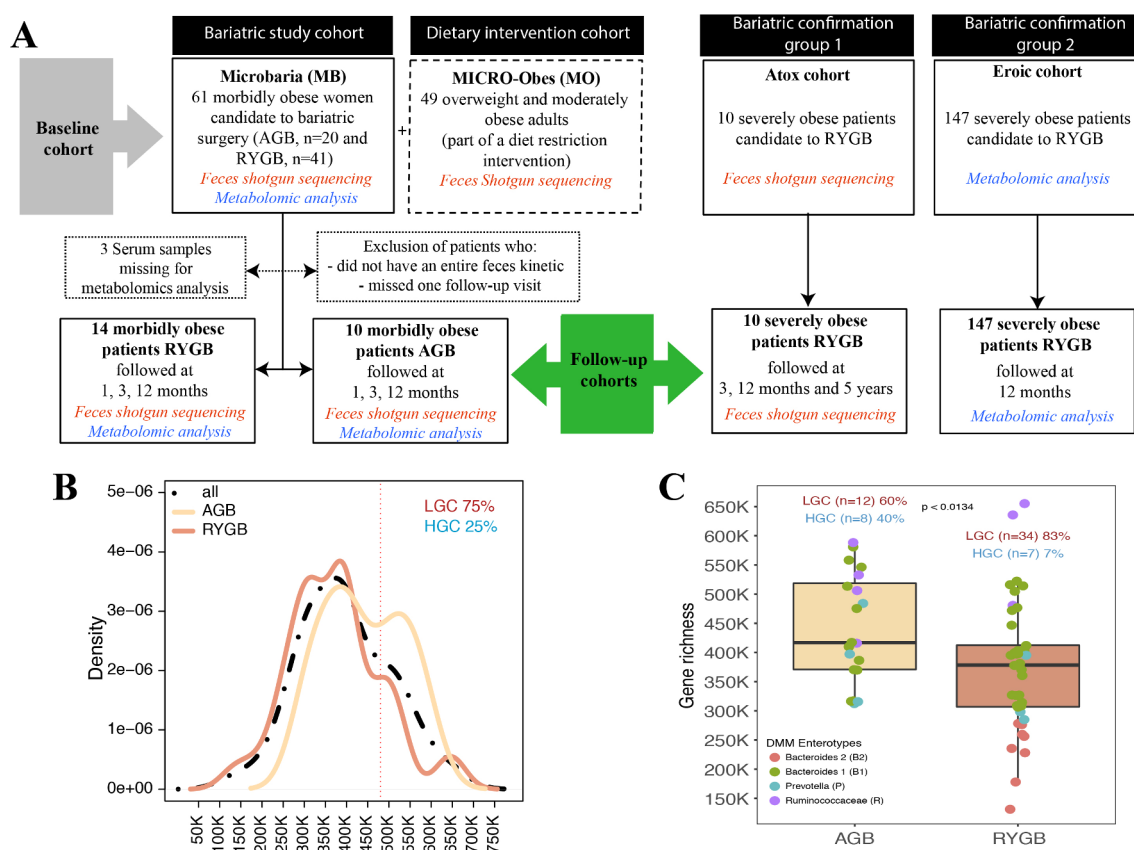 A
Baseline
cohort
Bariatric study cohort
Microbaria (MB)
61 morbidly obese women
candidate to bariatric
surgery (AGB, n=20 and
RYGB, n=41)
Feces shotgun sequencing
Metabolomic analysis
+
Dietary intervention cohort
MICRO-Obes (MO)
49 overweight and moderately
obese adults
(part of a diet restriction
intervention)
Feces Shotgun sequencing
Bariatric confirmation
group 1
Atox cohort
10 severely obese patients
candidate to RYGB
Feces shotgun sequencing
Bariatric confirmation
group 2
Eroic cohort
147 severely obese patients
candidate to RYGB
Metabolomic analysis
3 Serum samples
missing for
metabolomics analysis
Exclusion of patients who:
- did not have an entire feces kinetic
- missed one follow-up visit
14 morbidly obese
patients RYGB
followed at
1, 3, 12 months
Feces shotgun sequencing
Metabolomic analysis
10 morbidly obese
patients AGB
followed at
1, 3, 12 months
Feces shotgun sequencing
Metabolomic analysis
Follow-up
cohorts
10 severely obese
patients RYGB
followed at
3, 12 months and 5 years
Feces shotgun sequencing
147 severely obese
patients RYGB
followed at
12 months
Metabolomic analysis
B
all
AGB
RYGB
LGC 75%
HGC 25%
Density
5e−06
4e−06
3e−06
2e−06
1e−06
0e+00
50K
100K
150K
200K
250K
300K
350K
400K
450K
500K
550K
600K
650K
700K
750K
C
LGC (n=12) 60%
HGC (n=8) 40%
p < 0.0134
LGC (n=34) 83%
HGC (n=7) 7%
Gene richness
650K
600K
550K
500K
450K
400K
350K
300K
250K
200K
150K
DMM Enterotypes
Bacteroides 2 (B2)
Bacteroides 1 (B1)
Prevotella (P)
Ruminococcaceae (R)
AGB
RYGB